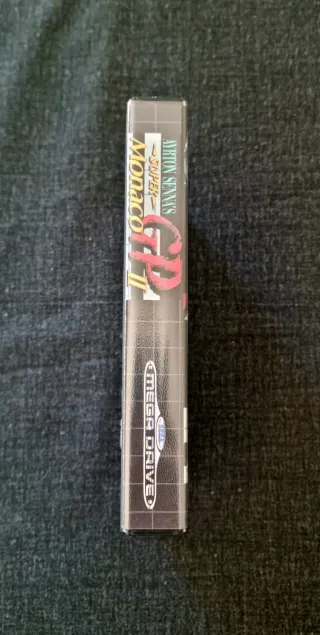 AYRTON SENNA'S
~SUPER~
Monaco
GP
II
SEGA
MEGA DRIVE